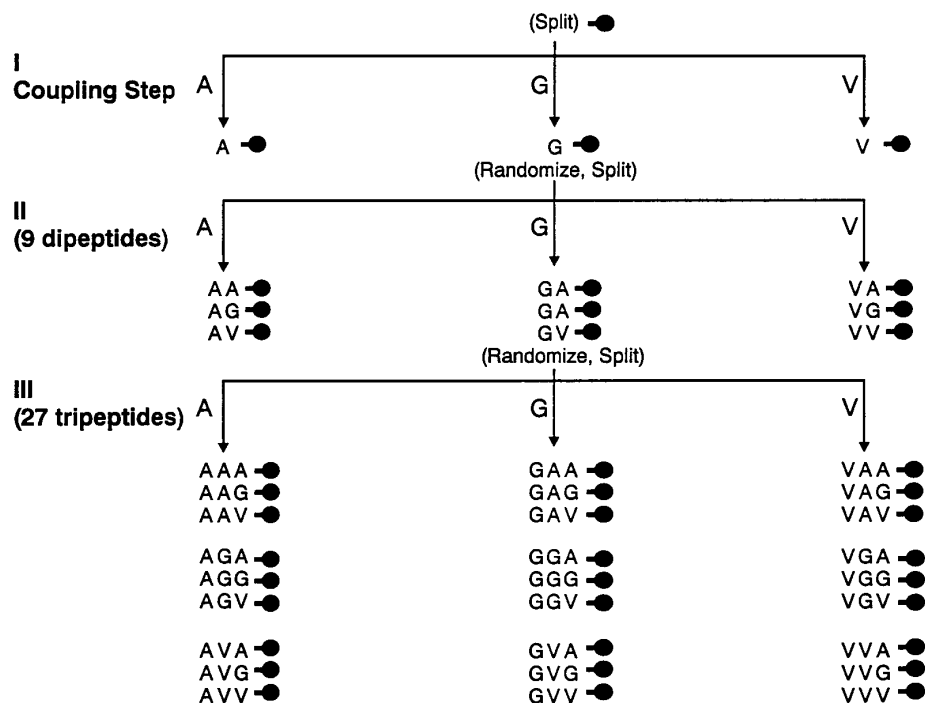 (Split)
I
Coupling Step
A G V
A G V
(Randomize, Split)
II
(9 dipeptides)
A G V
AA GA VA
AG GA VG
AV GV VV
(Randomize, Split)
III
(27 tripeptides)
A G V
AAA GAA VAA
AAG GAG VAG
AAV GAV VAV
AGA GGA VGA
AGG GGG VGG
AGV GGV VGV
AVA GVA VVA
AVG GVG VVG
AVV GVV VVV